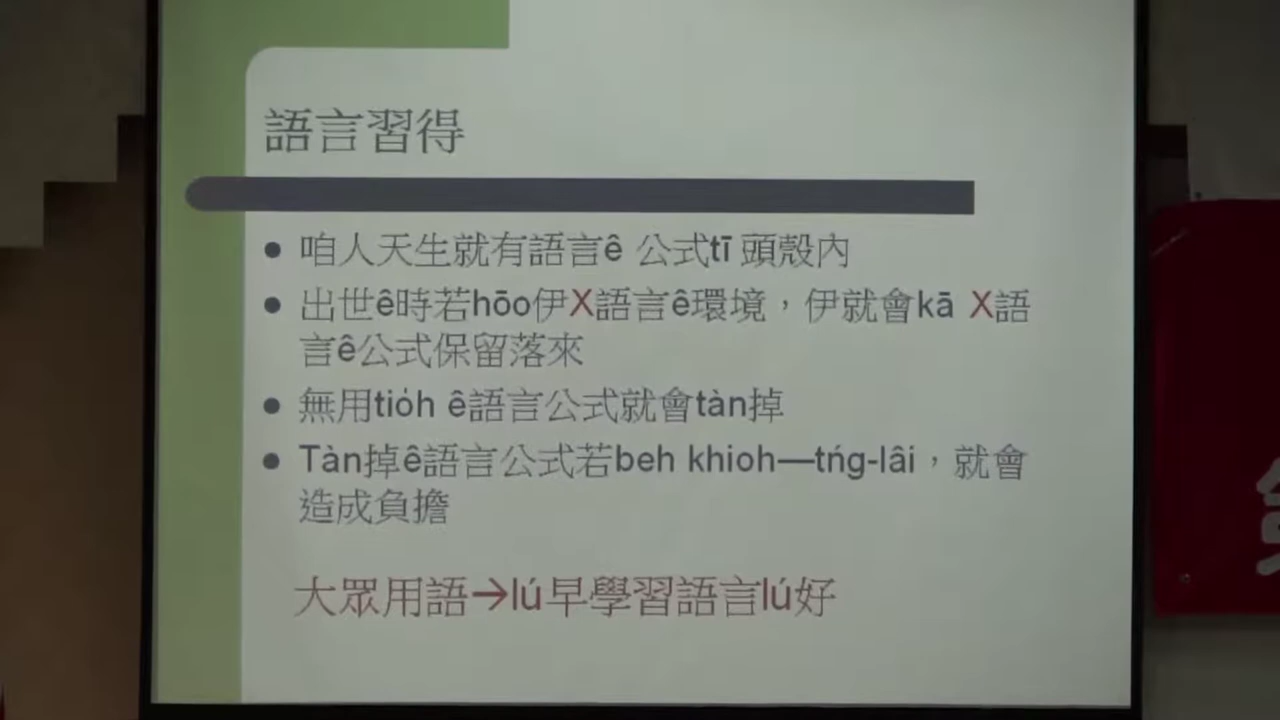 語言習得
● 咱人天生就有語言ê 公式tī 頭殼內
● 出世ê時若hōo伊X語言ê環境，伊就會kā X語
言ê公式保留落來
● 無用tio̍h ê語言公式就會tàn掉
● Tàn掉ê語言公式若beh khioh—tńg-lâi，就會
造成負擔
大眾用語→lú早學習語言lú好